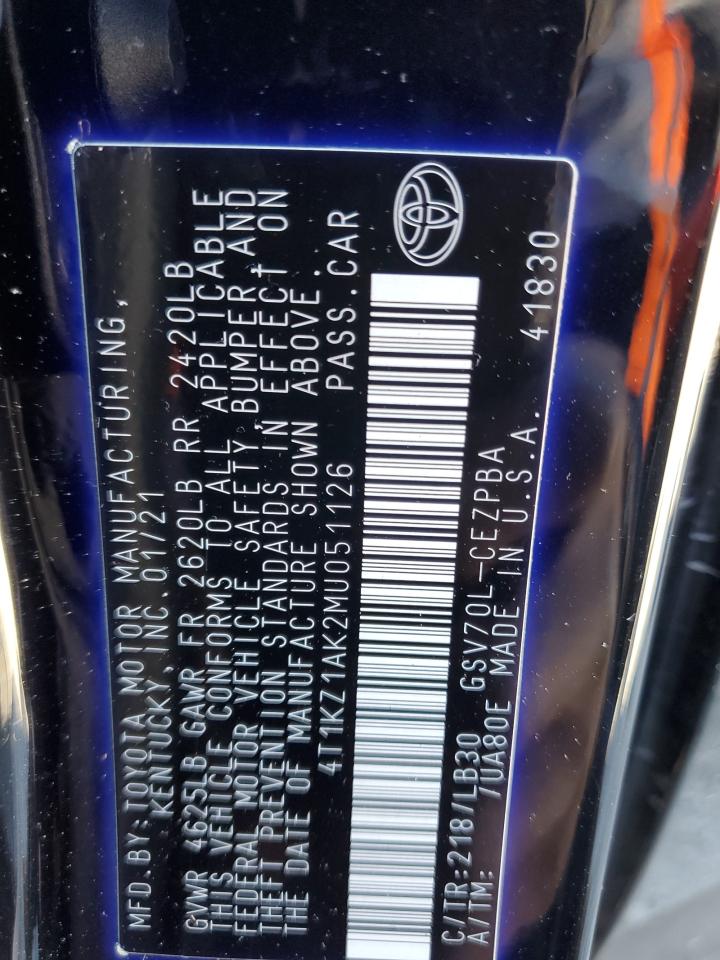 MFD.BY:TOYOTA MOTOR MANUFACTURING,
KENTUCKY,INC.01/21
GVWR 4625LB GAWR FR 2620LB RR 2420LB
THIS VEHICLE CONFORMS TO ALL APPLICABLE
FEDERAL MOTOR VEHICLE SAFETY, BUMPER,AND
THEFT PREVENTION STANDARDS IN EFFECT ON
THE DATE OF MANUFACTURE SHOWN ABOVE.
4T1KZ1AK2MU051126 PASS.CAR
C/TR:218/LB30 GSV70L-CEZPBA
A/TM: /UA80E MADE IN U.S.A. 41830